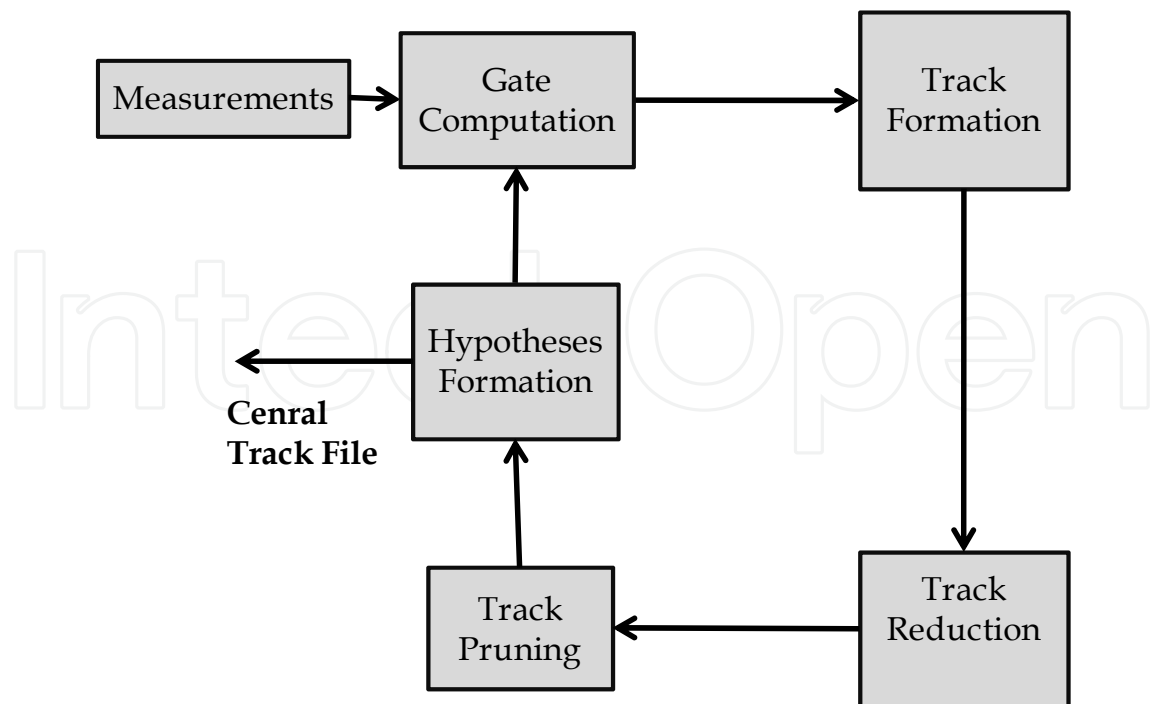 Measurements
Gate
Computation
Track
Formation
Hypotheses
Formation
Cenral
Track File
Track
Pruning
Track
Reduction
IntechOpen